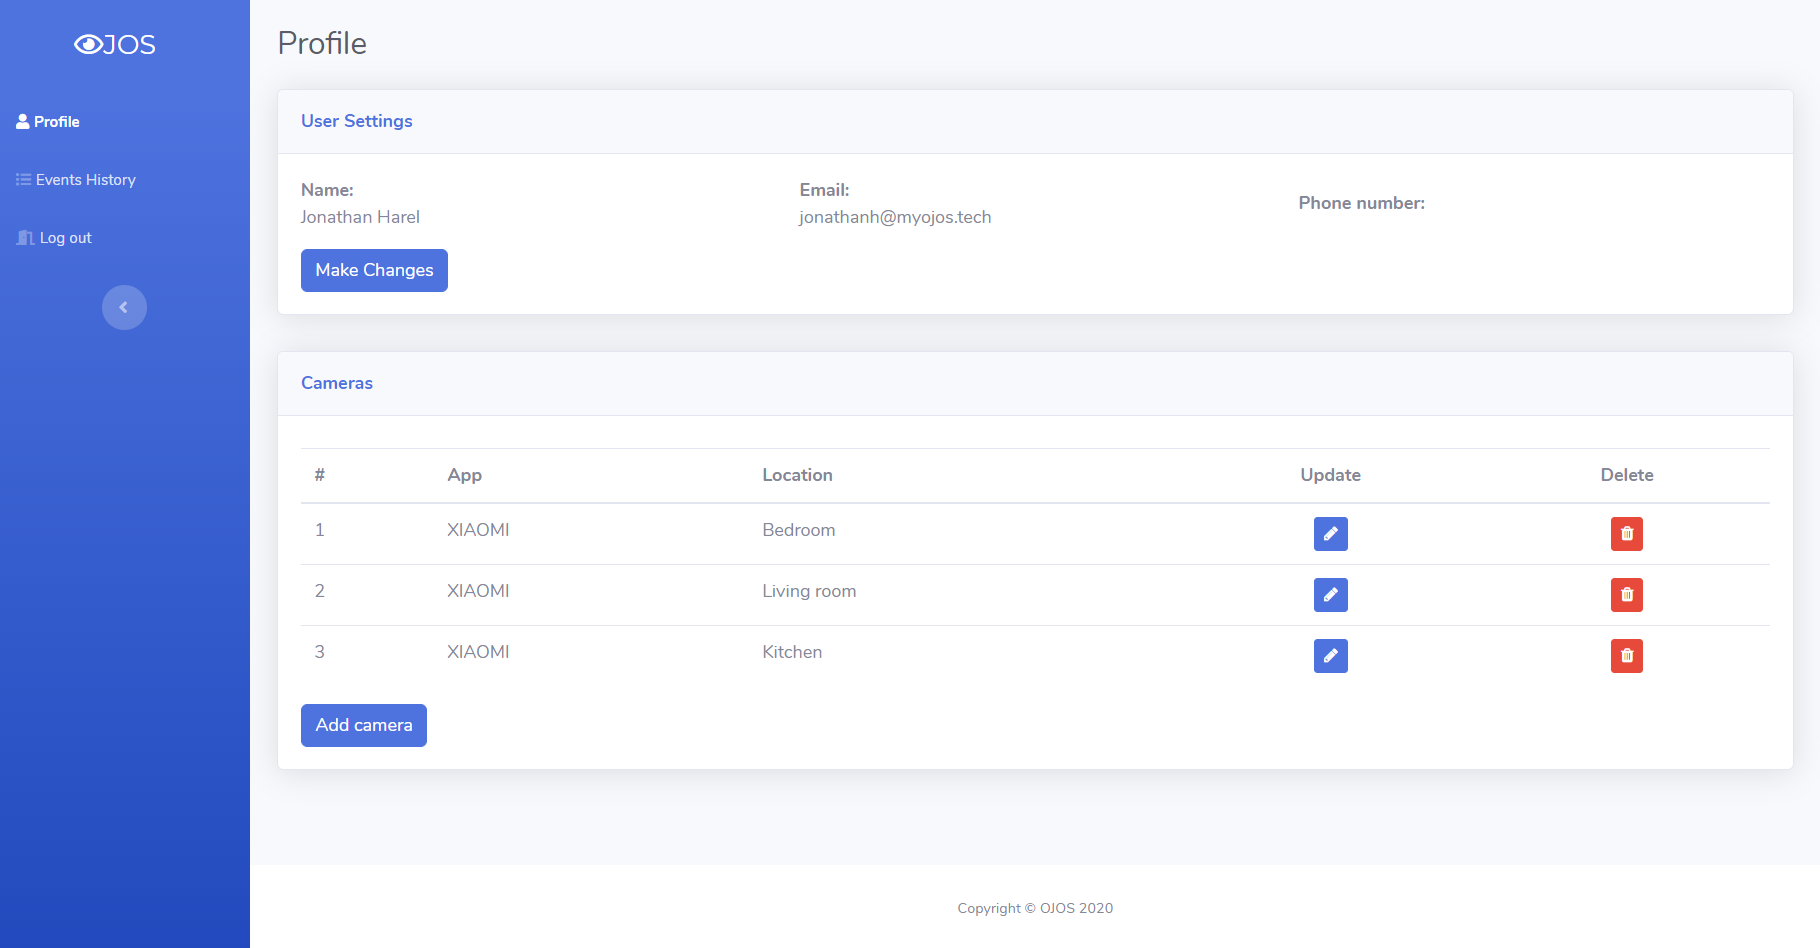 JOS
Profile
Events History
Log out
Profile
User Settings
Name:
Jonathan Harel
Email:
jonathanh@myojos.tech
Phone number:
Make Changes
Cameras
# App Location Update Delete
1 XIAOMI Bedroom
2 XIAOMI Living room
3 XIAOMI Kitchen
Add camera
Copyright © OJOS 2020